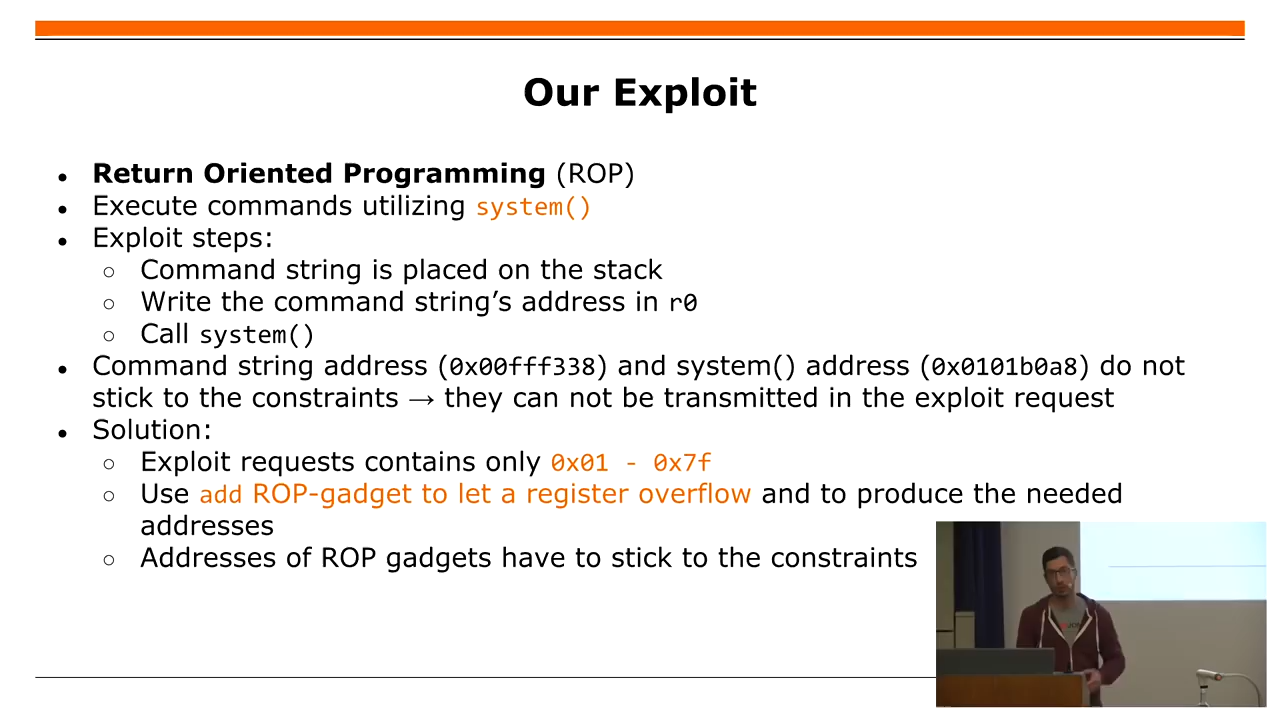 Our Exploit
● Return Oriented Programming (ROP)
● Execute commands utilizing system()
● Exploit steps:
○ Command string is placed on the stack
○ Write the command string’s address in r0
○ Call system()
● Command string address (0x00fff338) and system() address (0x0101b0a8) do not
stick to the constraints → they can not be transmitted in the exploit request
● Solution:
○ Exploit requests contains only 0x01 - 0x7f
○ Use add ROP-gadget to let a register overflow and to produce the needed
addresses
○ Addresses of ROP gadgets have to stick to the constraints